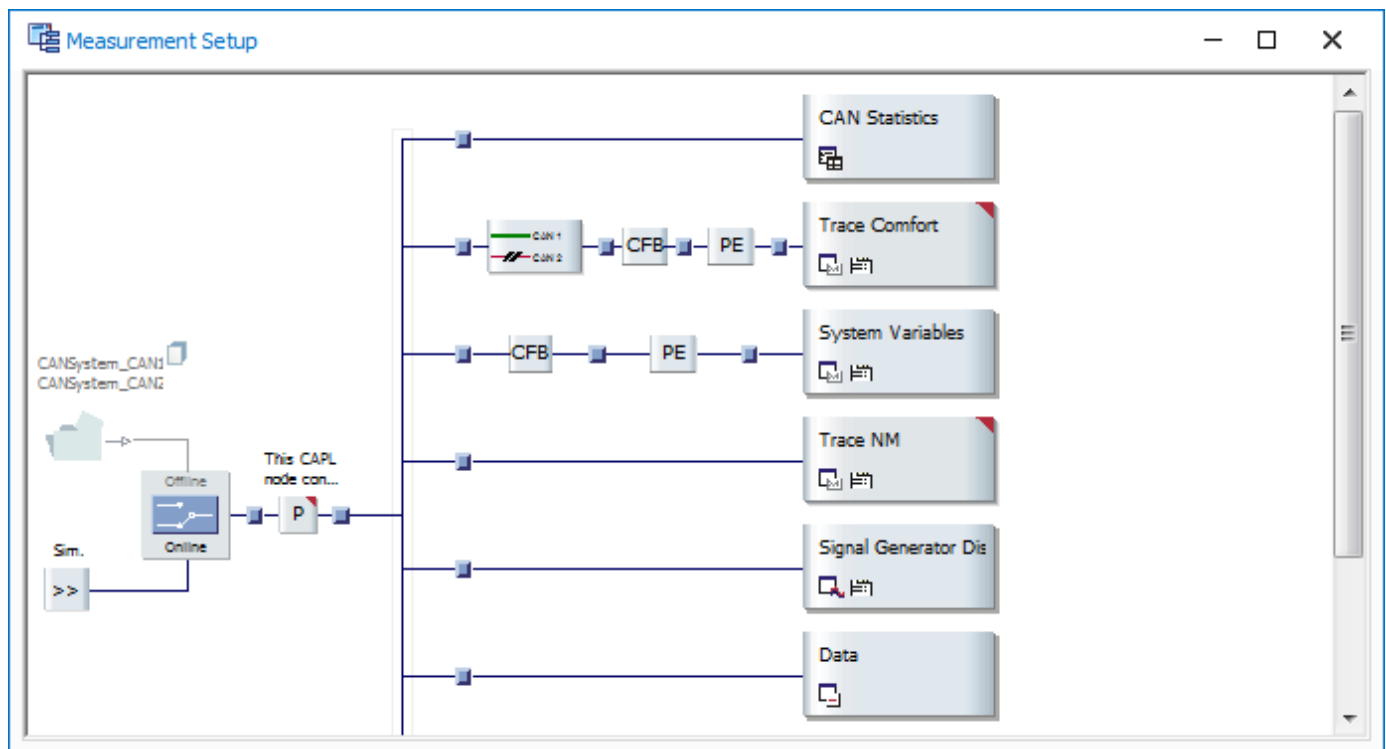 Measurement Setup
CAN Statistics
CAN 1
CAN 2
CFB
PE
Trace Comfort
CFB
PE
System Variables
CANSystem_CAN1
CANSystem_CAN2
Trace NM
This CAPL
node con...
Offline
P
Online
Sim.
>>
Signal Generator Dis
Data